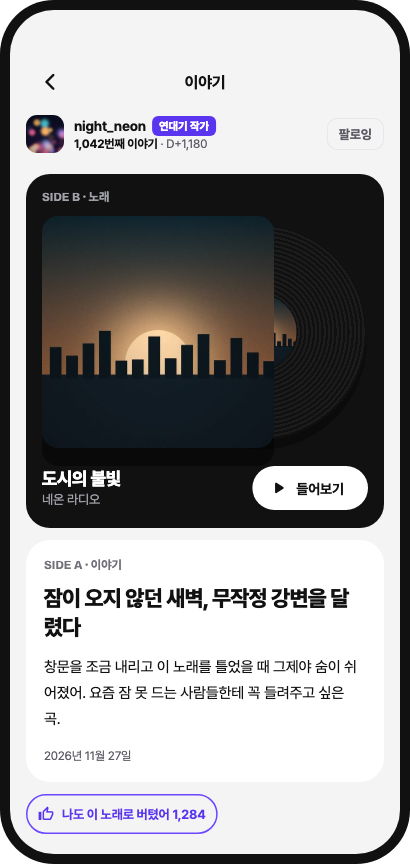 이야기
night_neon 연대기 작가
1,042번째 이야기 · D+1,180
팔로잉
SIDE B · 노래
도시의 불빛
네온 라디오
들어보기
SIDE A · 이야기
잠이 오지 않던 새벽, 무작정 강변을 달
렸다
창문을 조금 내리고 이 노래를 틀었을 때 그제야 숨이 쉬
어졌어. 요즘 잠 못 드는 사람들한테 꼭 들려주고 싶은
곡.
2026년 11월 27일
나도 이 노래로 버텼어 1,284